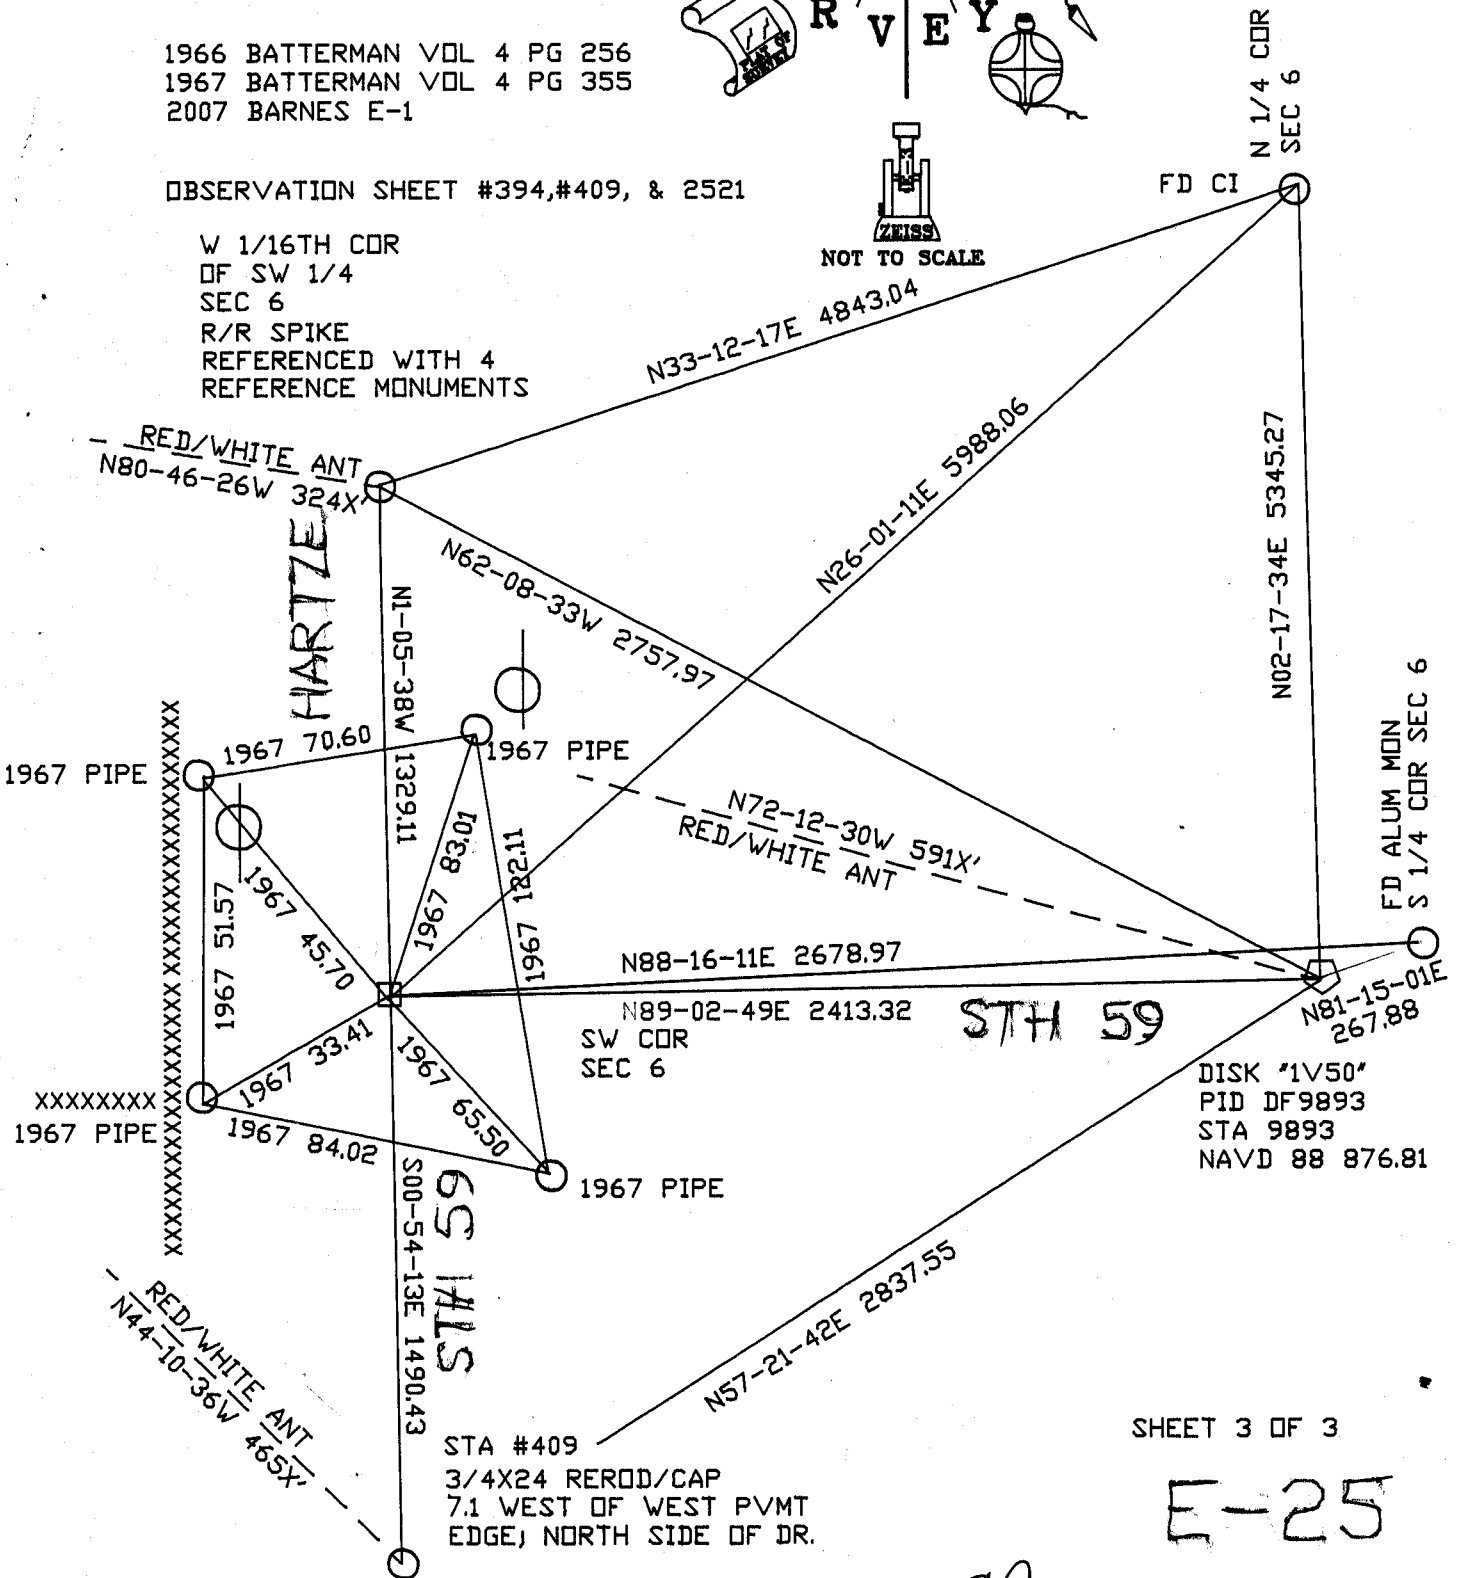 R V E Y
PLAT OF
SURVEY
1966 BATTERMAN VOL 4 PG 256
1967 BATTERMAN VOL 4 PG 355
2007 BARNES E-1
N 1/4 COR
SEC 6
OBSERVATION SHEET #394,#409, & 2521
FD CI
ZEISS
NOT TO SCALE
W 1/16TH COR
OF SW 1/4
SEC 6
R/R SPIKE
REFERENCED WITH 4
REFERENCE MONUMENTS
N33-12-17E 4843.04
RED/WHITE ANT
N80-46-26W 324X'
HARTZE
N62-08-33W 2757.97
N26-01-11E 5988.06
N02-17-34E 5345.27
N1-05-38W 1329.11
1967 70.60
1967 PIPE
1967 PIPE
1967 83.01
1967 122.11
N72-12-30W 591X'
RED/WHITE ANT
FD ALUM MON
S 1/4 COR SEC 6
XXXXXXXXXXXXXXXXXXXXXXXXXXXXXXXXXXXXXXXXXXXX
1967 51.57
1967 45.70
N88-16-11E 2678.97
N89-02-49E 2413.32
STH 59
N81-15-01E
267.88
SW COR
SEC 6
DISK "1V50"
PID DF9893
STA 9893
NAVD 88 876.81
1967 33.41
1967 65.50
XXXXXXXX
1967 PIPE
1967 84.02
1967 PIPE
S00-54-13E 1490.43
STH 59
RED/WHITE ANT
N44-10-36W 465X'
N57-21-42E 2837.55
STA #409
3/4X24 REROD/CAP
7.1 WEST OF WEST PVMT
EDGE; NORTH SIDE OF DR.
SHEET 3 OF 3
E-25